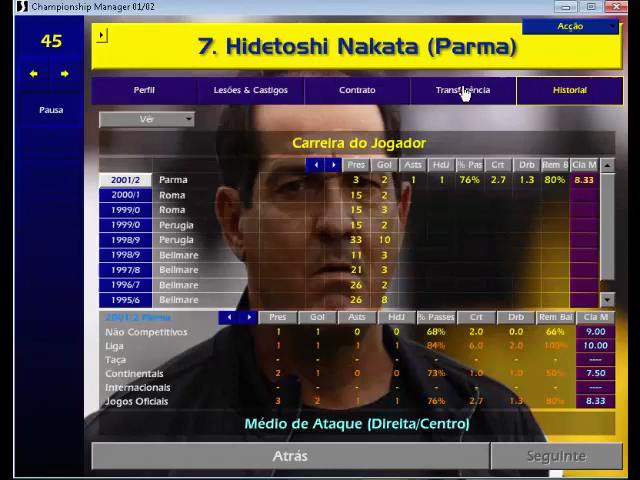 Championship Manager 01/02
45
Pausa
Acção
7. Hidetoshi Nakata (Parma)
Perfil Lesões & Castigos Contrato Transferência Historial
Vêr
Carreira do Jogador
Pres Gol Asts HdJ % Pas Crt Drb Rem B Cla M
2001/2 Parma 3 2 1 1 76% 2.7 1.3 80% 8.33
2000/1 Roma 15 2
1999/0 Roma 15 3
1999/0 Perugia 15 2
1998/9 Perugia 33 10
1998/9 Bellmare 11 3
1997/8 Bellmare 21 3
1996/7 Bellmare 26 2
1995/6 Bellmare 26 8
2001/2 Parma Pres Gol Asts HdJ % Passes Crt Drb Rem Bal Cla M
Não Competitivos 1 1 0 0 68% 2.0 0.0 66% 9.00
Liga 1 1 1 1 84% 6.0 2.0 100% 10.00
Taça - - - - - - - - ----
Continentais 2 1 0 0 73% 1.0 1.0 50% 7.50
Internacionais - - - - - - - - ----
Jogos Oficiais 3 2 1 1 76% 2.7 1.3 80% 8.33
Médio de Ataque (Direita/Centro)
Atrás Seguinte